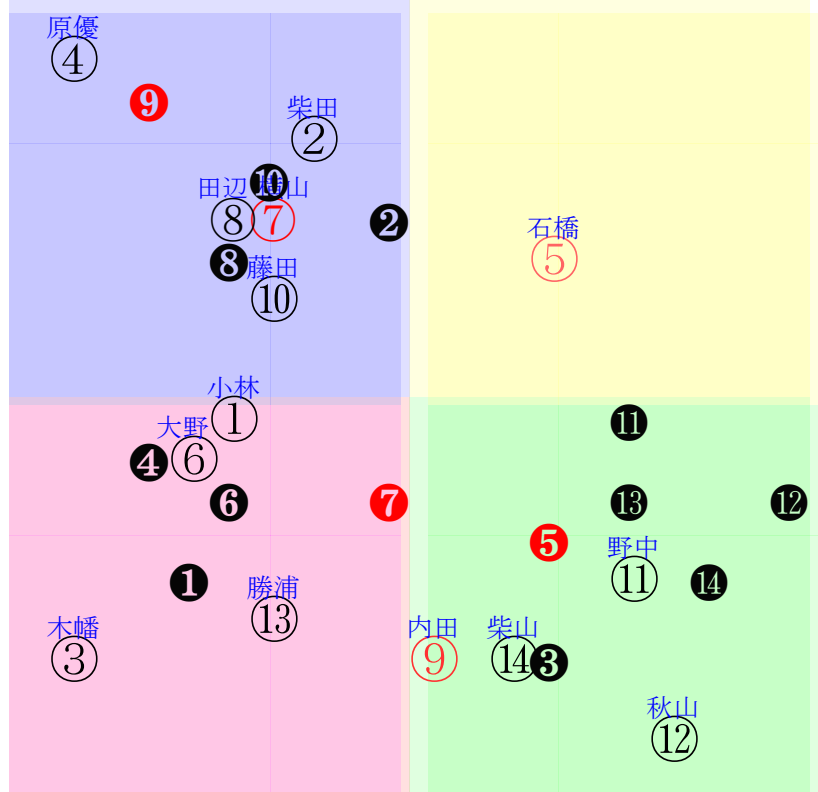 原優
④
❾
柴田
②
❿
田辺 横山
⑧ ⑦
❷
石橋
⑤
❽
藤田
⑩
小林
①
⓫
大野
⑥
❹
❻
❼
⓭
⓬
❺
野中
⑪
❶
勝浦
⑬
⓮
木幡
③
内田
⑨
柴山
⑭
❸
秋山
⑫